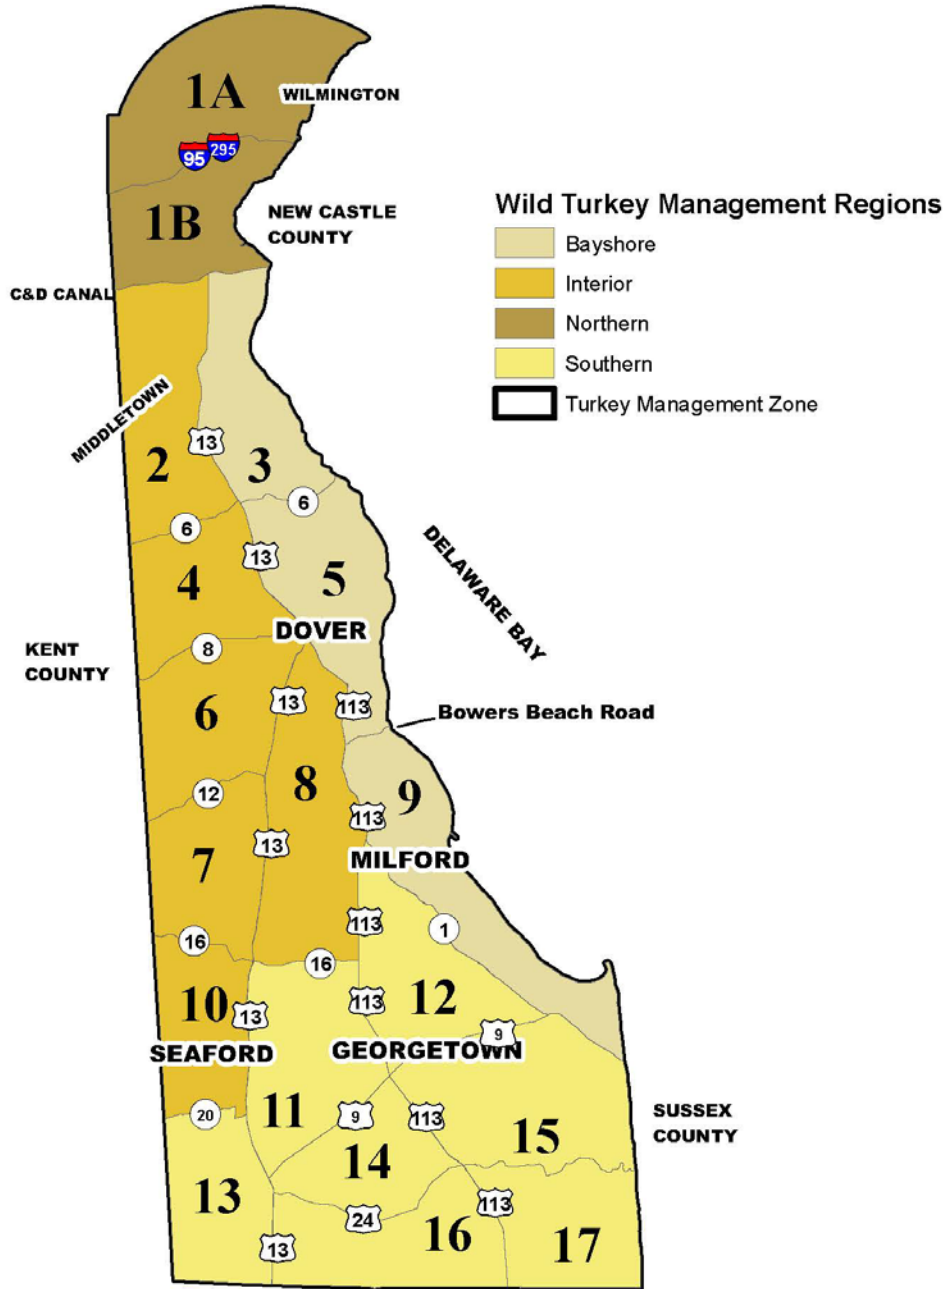 1A
WILMINGTON
95
295
1B
NEW CASTLE
COUNTY
C&D CANAL
Wild Turkey Management Regions
Bayshore
Interior
Northern
Southern
Turkey Management Zone
MIDDLETOWN
13
2
3
6
6
13
4
5
DELAWARE BAY
DOVER
KENT
COUNTY
8
6
13
113
Bowers Beach Road
12
8
9
113
7
13
MILFORD
16
113
1
16
10
13
113
12
9
SEAFORD
GEORGETOWN
20
11
9
113
15
SUSSEX
COUNTY
13
14
24
113
16
17
13